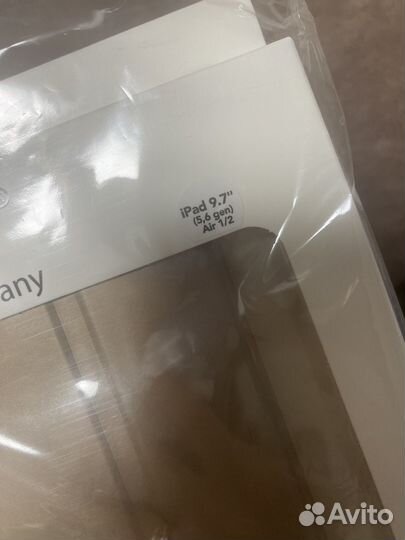 ®
iPad 9.7"
(5,6 gen)
Air 1/2
any
Avito